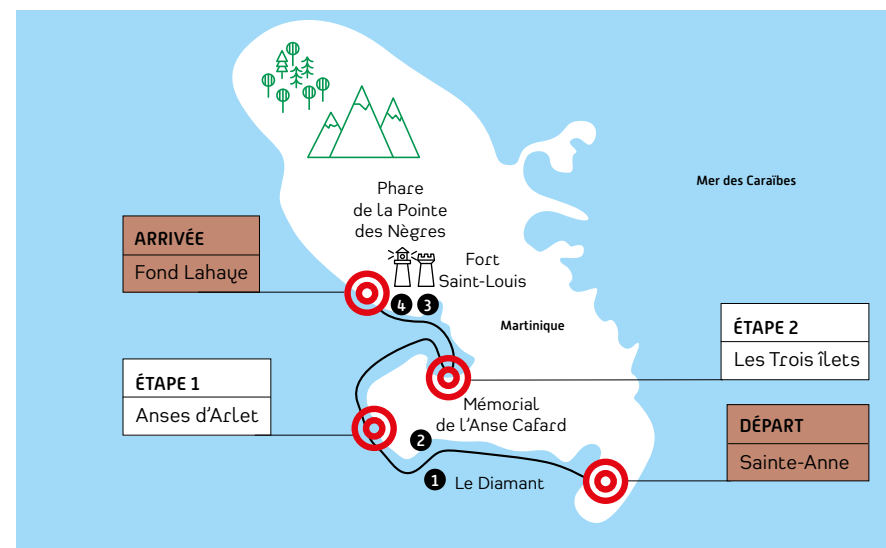 Mer des Caraïbes
Phare
de la Pointe
des Nègres
ARRIVÉE
Fond Lahaye
Fort
Saint-Louis
4
3
Martinique
ÉTAPE 2
Les Trois îlets
ÉTAPE 1
Anses d'Arlet
Mémorial
de l'Anse Cafard
2
DÉPART
Sainte-Anne
1 Le Diamant